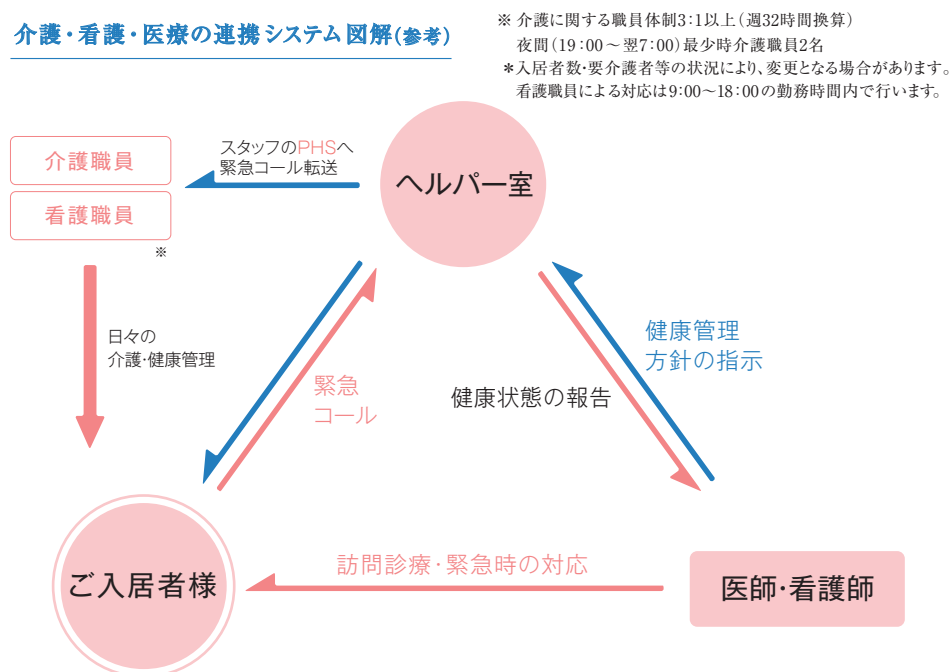 介護・看護・医療の連携システム図解(参考)
※ 介護に関する職員体制3:1以上(週32時間換算)
夜間(19:00～翌7:00)最少時介護職員2名
*入居者数・要介護者等の状況により、変更となる場合があります。
看護職員による対応は9:00～18:00の勤務時間内で行います。
介護職員
看護職員
※
スタッフのPHSへ
緊急コール転送
ヘルパー室
日々の
介護・健康管理
緊急
コール
健康状態の報告
健康管理
方針の指示
訪問診療・緊急時の対応
ご入居者様
医師・看護師